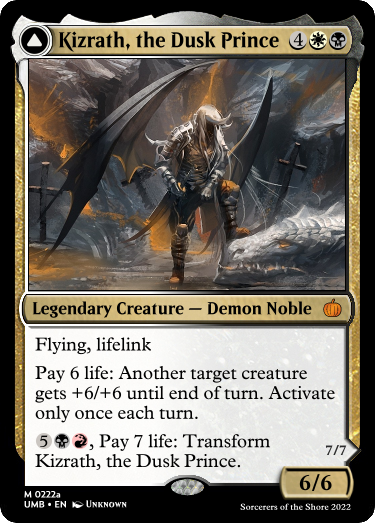 Kizrath, the Dusk Prince 4
Legendary Creature — Demon Noble
Flying, lifelink
Pay 6 life: Another target creature
gets +6/+6 until end of turn. Activate
only once each turn.
5, Pay 7 life: Transform
Kizrath, the Dusk Prince.
7/7
6/6
M 0222a
UMB • EN Unknown
Sorcerers of the Shore 2022